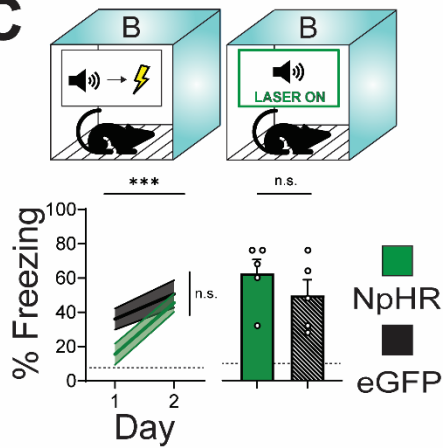 C
B
B
LASER ON
***
n.s.
100
80
60
40
20
0
% Freezing
n.s.
1
2
Day
NpHR
eGFP